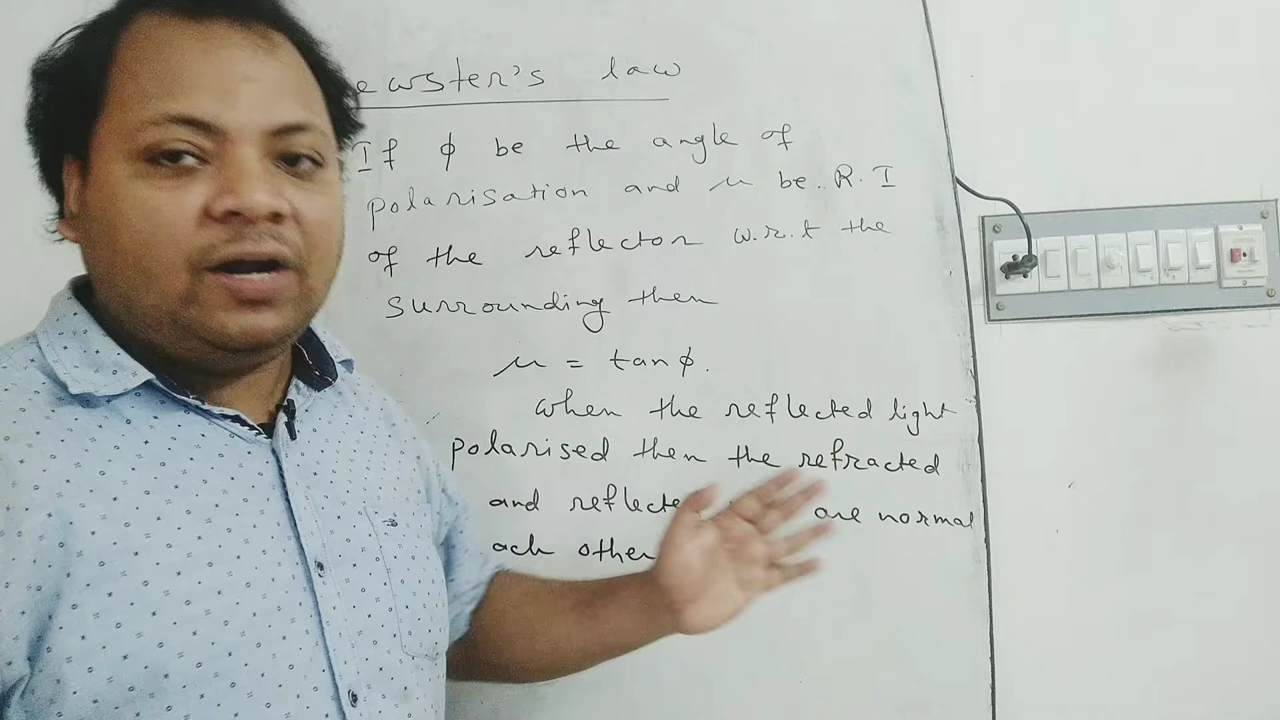 ewster's law
If ϕ be the angle of
polarisation and μ be R.I
of the reflector w.r.t the
surrounding then
μ = tanϕ.
when the reflected light
polarised then the refracted
and reflecte are normal
ach other